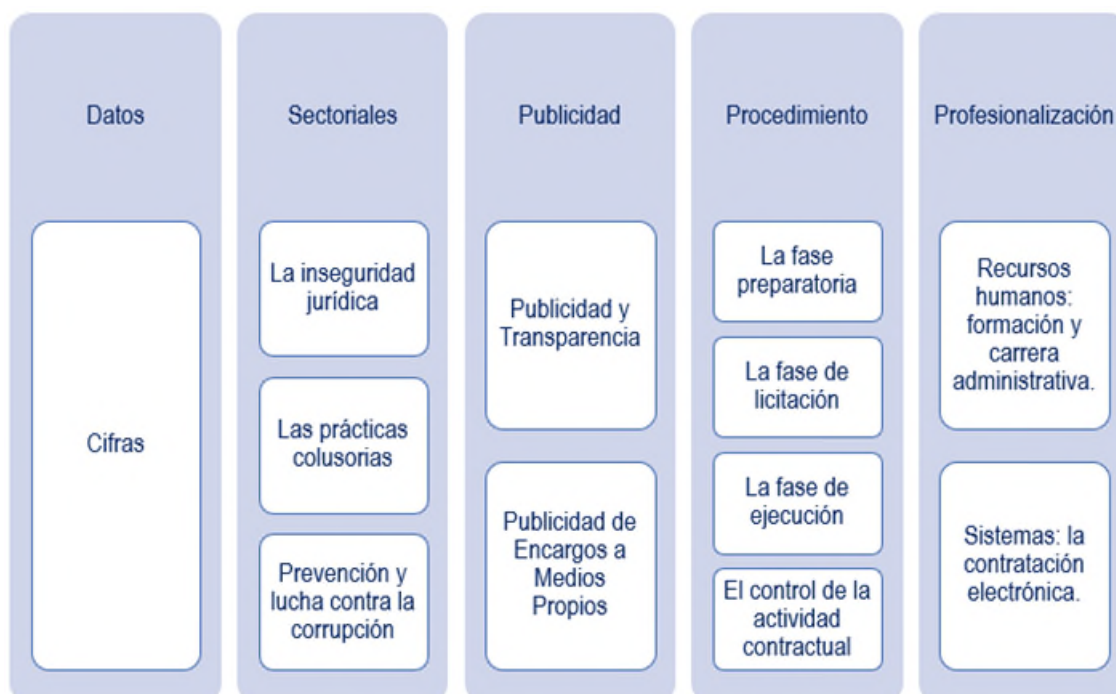 Datos
Cifras
Sectoriales
La inseguridad
jurídica
Las prácticas
colusorias
Prevención y
lucha contra la
corrupción
Publicidad
Publicidad y
Transparencia
Publicidad de
Encargos a
Medios
Propios
Procedimiento
La fase
preparatoria
La fase de
licitación
La fase de
ejecución
El control de la
actividad
contractual
Profesionalización
Recursos
humanos:
formación y
carrera
administrativa.
Sistemas: la
contratación
electrónica.